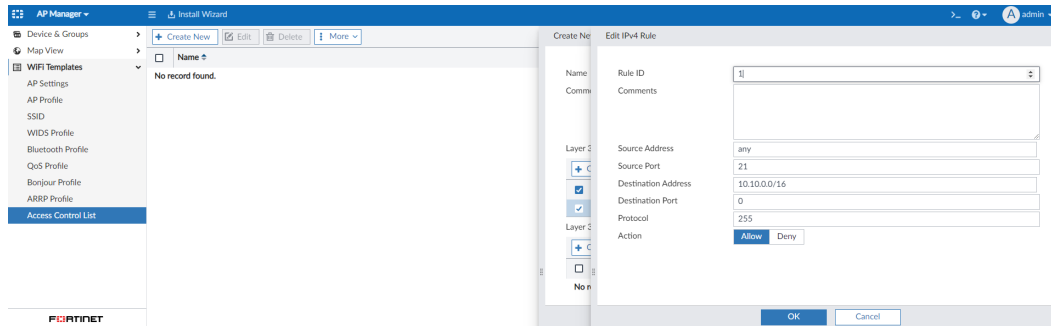 AP Manager
Install Wizard
admin
Device & Groups
Map View
WiFi Templates
AP Settings
AP Profile
SSID
WIDS Profile
Bluetooth Profile
QoS Profile
Bonjour Profile
ARRP Profile
Access Control List
FORTINET
+ Create New
Edit
Delete
More
Name
No record found.
Create Ne
Name
Comme
Layer 3
+ C
Layer 3
+ C
No r
Edit IPv4 Rule
Rule ID 1
Comments
Source Address any
Source Port 21
Destination Address 10.10.0.0/16
Destination Port 0
Protocol 255
Action Allow Deny
OK Cancel